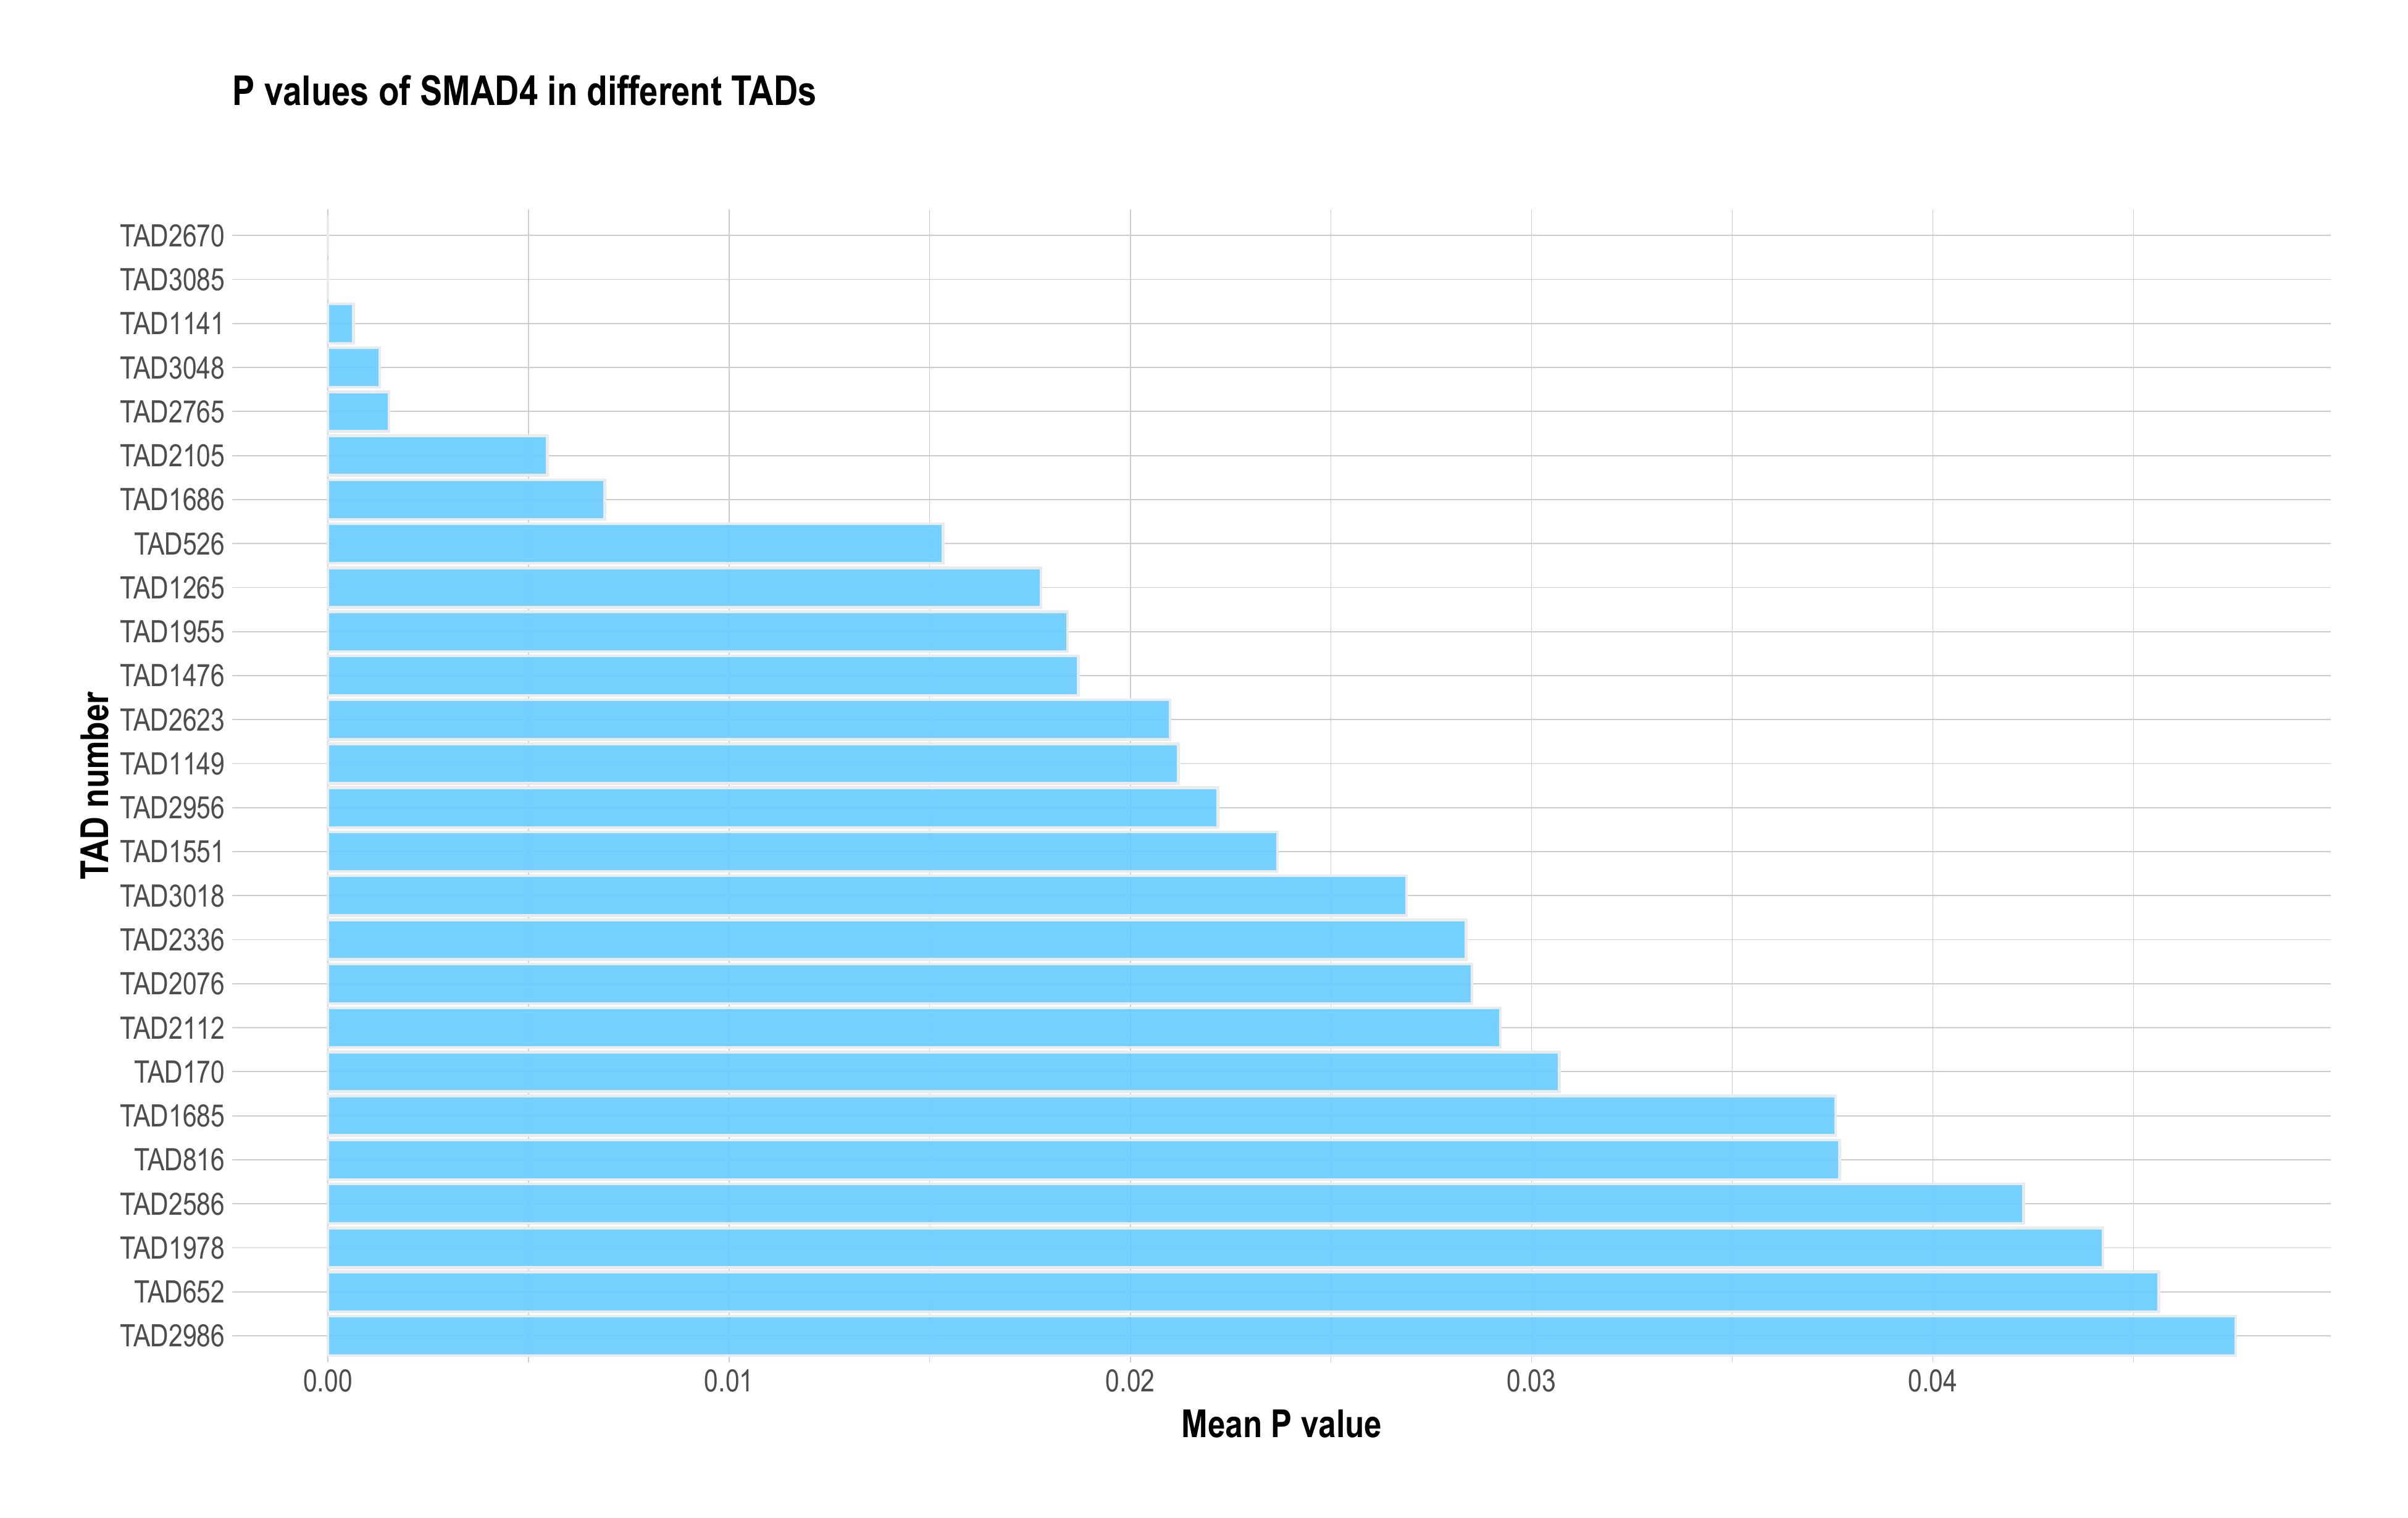 P values of SMAD4 in different TADs
TAD number
TAD2670
TAD3085
TAD1141
TAD3048
TAD2765
TAD2105
TAD1686
TAD526
TAD1265
TAD1955
TAD1476
TAD2623
TAD1149
TAD2956
TAD1551
TAD3018
TAD2336
TAD2076
TAD2112
TAD170
TAD1685
TAD816
TAD2586
TAD1978
TAD652
TAD2986
0.00 0.01 0.02 0.03 0.04
Mean P value